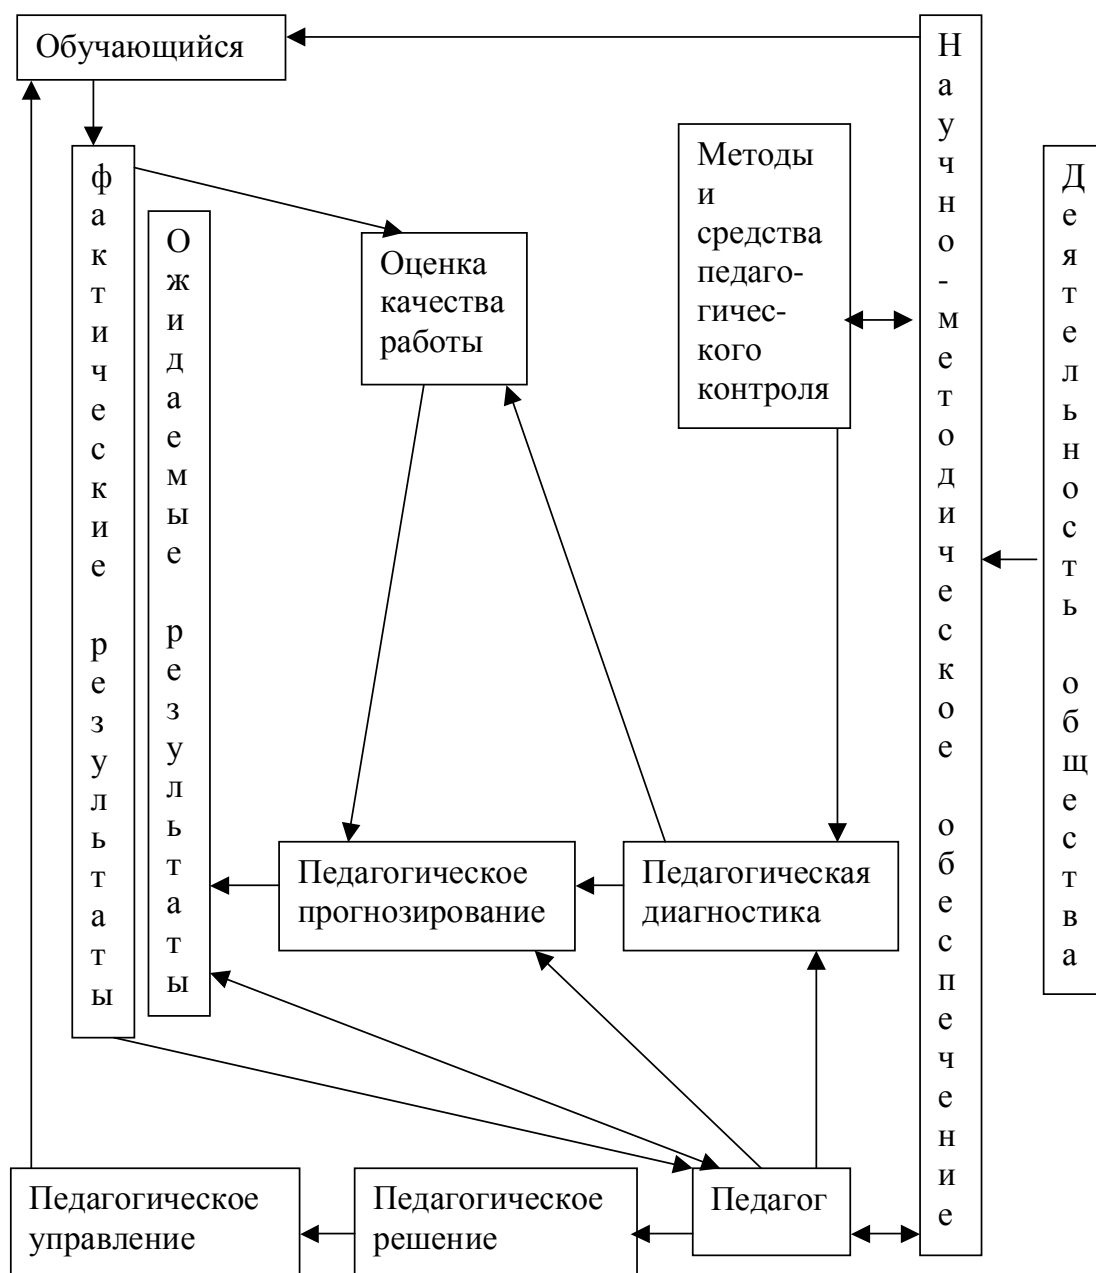 Обучающийся
фактические результаты
Ожидаемые результаты
Оценка
качества
работы
Методы
и
средства
педаго-
гичес-
кого
контроля
Научно-методическое обеспечение
Деятельность общества
Педагогическое
прогнозирование
Педагогическая
диагностика
Педагогическое
управление
Педагогическое
решение
Педагог